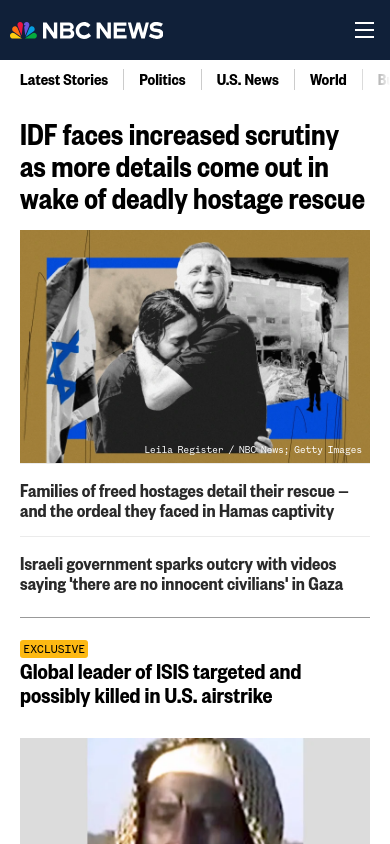 NBC NEWS
Latest Stories
Politics
U.S. News
World
IDF faces increased scrutiny
as more details come out in
wake of deadly hostage rescue
Leila Register / NBC News; Getty Images
Families of freed hostages detail their rescue —
and the ordeal they faced in Hamas captivity
Israeli government sparks outcry with videos
saying 'there are no innocent civilians' in Gaza
EXCLUSIVE
Global leader of ISIS targeted and
possibly killed in U.S. airstrike